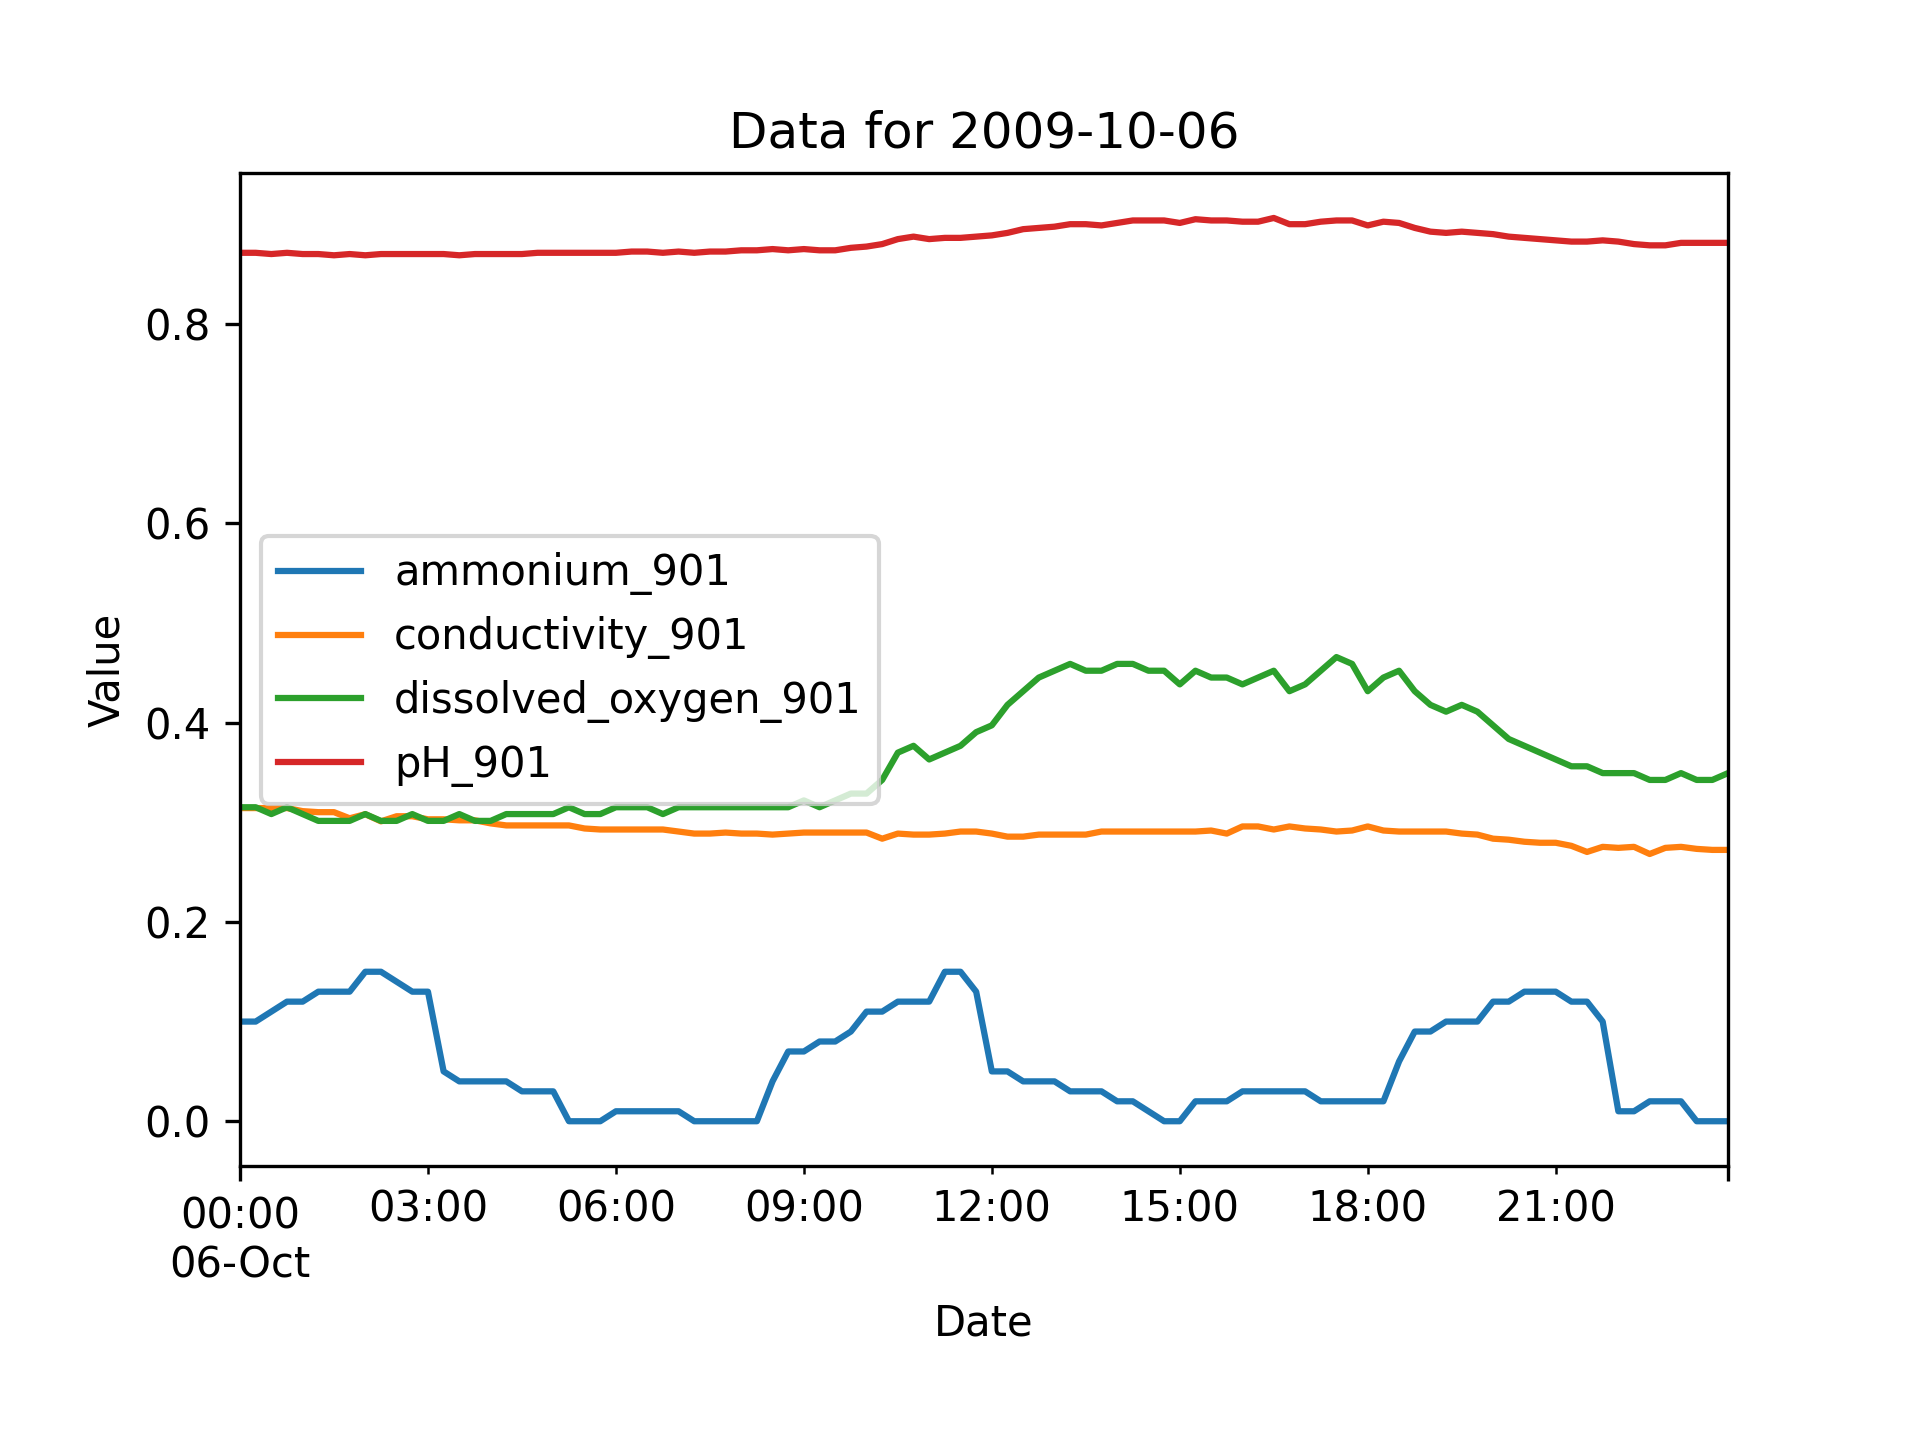 Data for 2009-10-06
Value
0.8
0.6
0.4
0.2
0.0
ammonium_901
conductivity_901
dissolved_oxygen_901
pH_901
00:00
06-Oct
03:00
06:00
09:00
12:00
15:00
18:00
21:00
Date